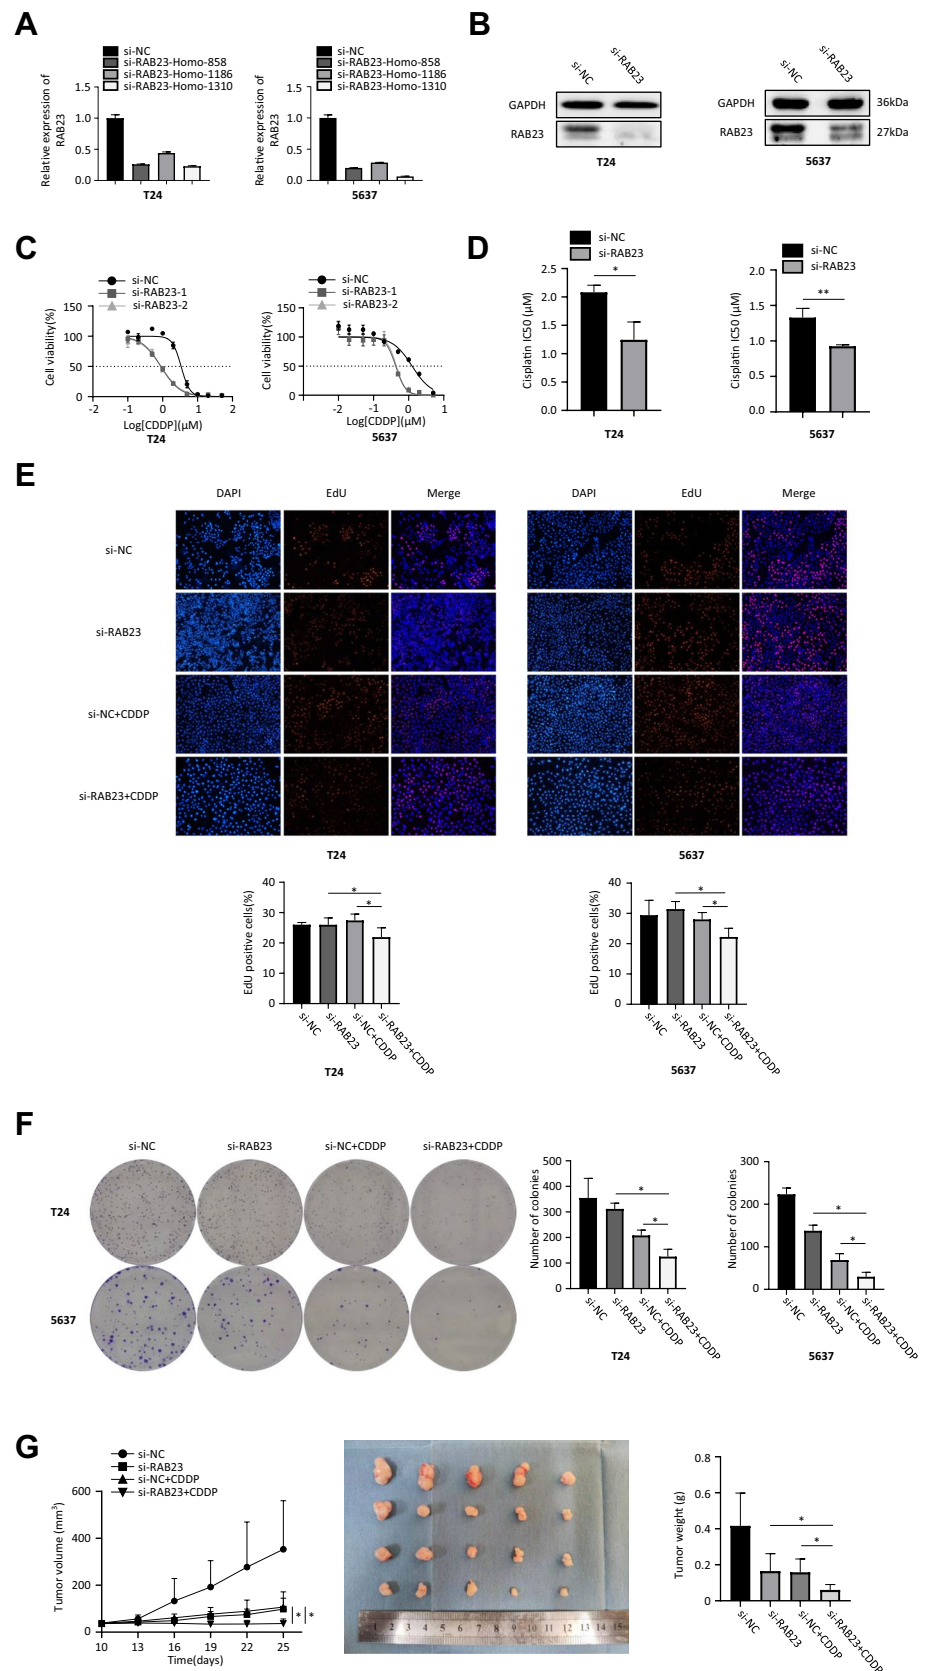 A
si-NC
si-RAB23-Homo-858
si-RAB23-Homo-1186
si-RAB23-Homo-1310
Relative expression of
RAB23
1.5
1.0
0.5
0.0
T24
si-NC
si-RAB23-Homo-858
si-RAB23-Homo-1186
si-RAB23-Homo-1310
Relative expression of
RAB23
1.5
1.0
0.5
0.0
5637
B
si-NC
si-RAB23
GAPDH
RAB23
T24
si-NC
si-RAB23
GAPDH
36kDa
RAB23
27kDa
5637
C
si-NC
si-RAB23-1
si-RAB23-2
Cell viability(%)
150
100
50
0
-2 -1 0 1 2
Log[CDDP](μM)
T24
si-NC
si-RAB23-1
si-RAB23-2
Cell viability(%)
150
100
50
0
-2 -1 0 1
Log[CDDP](μM)
5637
D
si-NC
si-RAB23
Cisplatin IC50 (μM)
2.5
2.0
1.5
1.0
0.5
0.0
*
T24
si-NC
si-RAB23
Cisplatin IC50 (μM)
2.0
1.5
1.0
0.5
0.0
**
5637
E
DAPI EdU Merge DAPI EdU Merge
si-NC
si-RAB23
si-NC+CDDP
si-RAB23+CDDP
T24 5637
EdU positive cells(%)
40
30
20
10
0
*
*
si-NC
si-RAB23
si-NC+CDDP
si-RAB23+CDDP
T24
EdU positive cells(%)
40
30
20
10
0
*
*
si-NC
si-RAB23
si-NC+CDDP
si-RAB23+CDDP
5637
F
si-NC si-RAB23 si-NC+CDDP si-RAB23+CDDP
T24
5637
Number of colonies
500
400
300
200
100
0
*
*
si-NC
si-RAB23
si-NC+CDDP
si-RAB23+CDDP
T24
Number of colonies
300
200
100
0
*
*
si-NC
si-RAB23
si-NC+CDDP
si-RAB23+CDDP
5637
G
si-NC
si-RAB23
si-NC+CDDP
si-RAB23+CDDP
Tumor volume (mm³)
600
400
200
0
* *
10 13 16 19 22 25
Time(days)
1 2 3 4 5 6 7 8 9 10 11 12 13 14 15
Tumor weight (g)
0.8
0.6
0.4
0.2
0
*
*
si-NC
si-RAB23
si-NC+CDDP
si-RAB23+CDDP